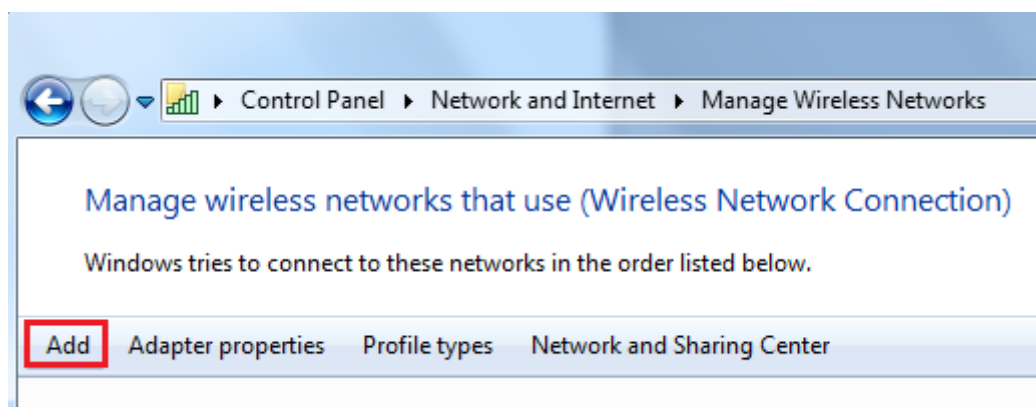 Control Panel Network and Internet Manage Wireless Networks
Manage wireless networks that use (Wireless Network Connection)
Windows tries to connect to these networks in the order listed below.
Add Adapter properties Profile types Network and Sharing Center